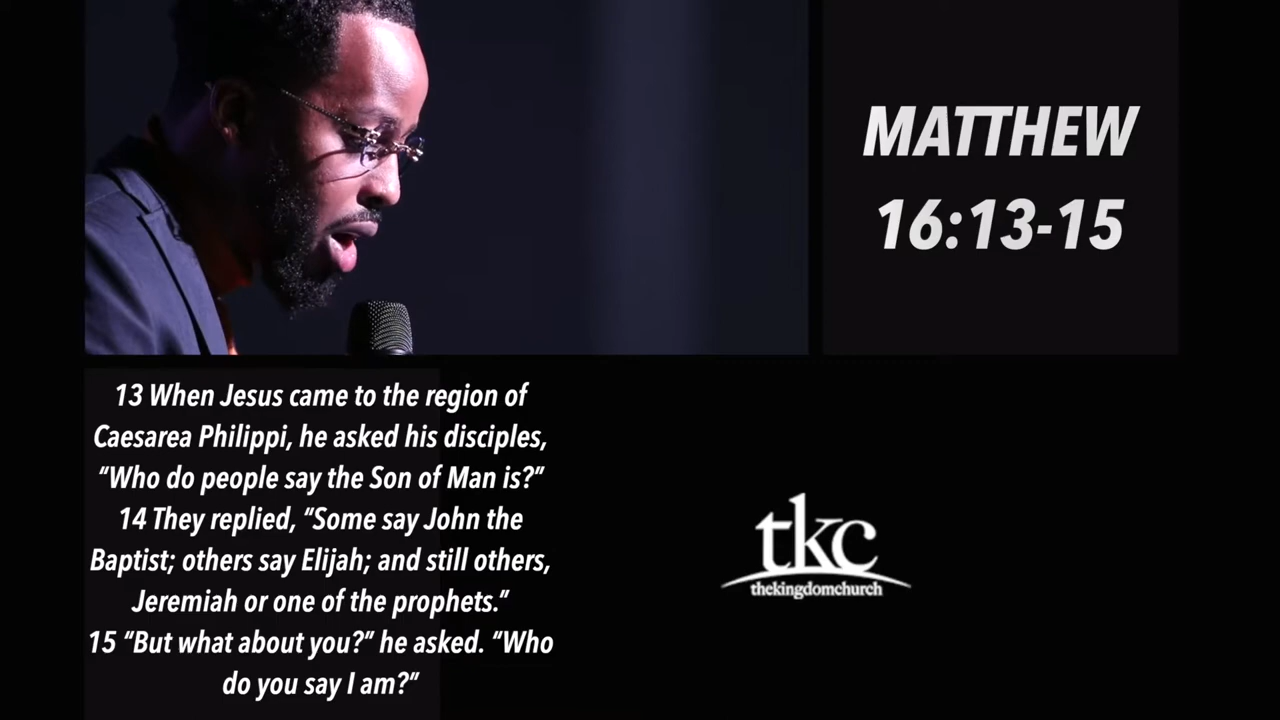 MATTHEW
16:13-15
13 When Jesus came to the region of
Caesarea Philippi, he asked his disciples,
“Who do people say the Son of Man is?”
14 They replied, “Some say John the
Baptist; others say Elijah; and still others,
Jeremiah or one of the prophets.”
15 “But what about you?” he asked. “Who
do you say I am?”
tkc
thekingdomchurch